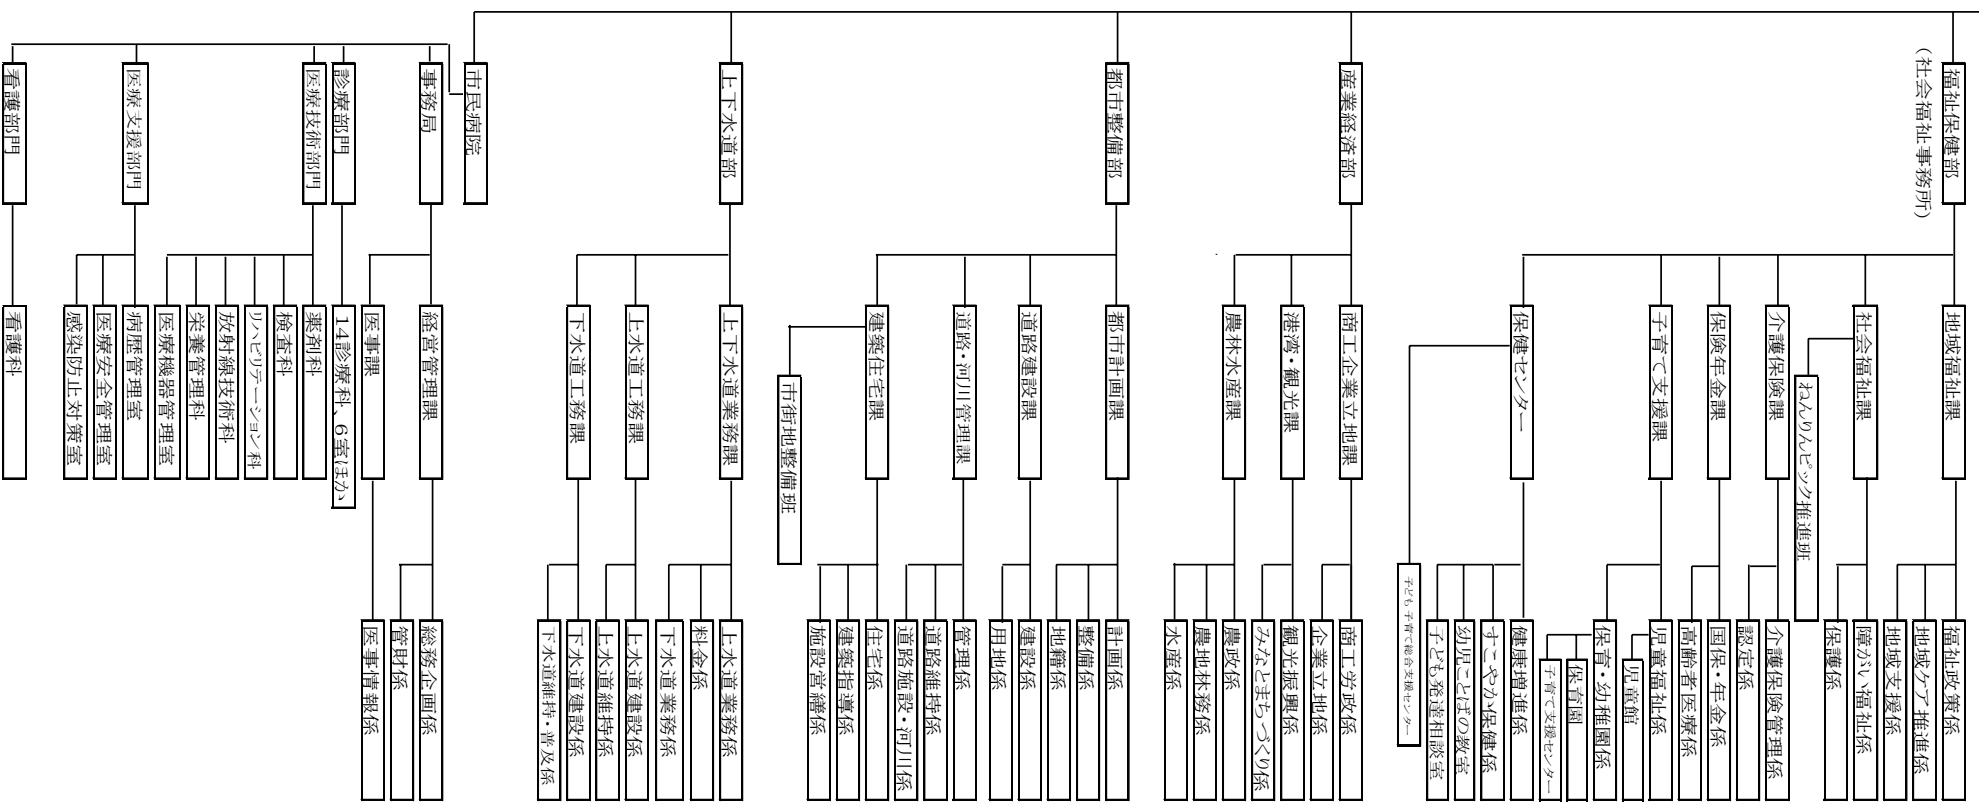 福祉保健部
（社会福祉事務所）
産業経済部
都市整備部
上下水道部
市民病院
事務局
診療部門
医療技術部門
医療支援部門
看護部門
地域福祉課
社会福祉課
ねんりんピック推進班
介護保険課
保険年金課
子育て支援課
保健センター
子ども子育て総合支援センター
商工企業立地課
港湾・観光課
農林水産課
都市計画課
道路建設課
道路・河川管理課
建築住宅課
市街地整備班
上下水道業務課
上水道工務課
下水道工務課
経営管理課
医事課
14診療科、6室ほか
薬剤科
検査科
リハビリテーション科
放射線技術科
栄養管理科
医療機器管理室
病歴管理室
医療安全管理室
感染防止対策室
看護科
福祉政策係
地域ケア推進係
地域支援係
障がい福祉係
保護係
介護保険管理係
認定係
国保・年金係
高齢者医療係
児童福祉係
児童館
保育・幼稚園係
保育園
子育て支援センター
健康増進係
すこやか保健係
幼児ことばの教室
子ども発達相談室
商工労政係
企業立地係
観光振興係
みなとまちづくり係
農政係
農地林務係
水産係
計画係
整備係
地籍係
建設係
用地係
管理係
道路維持係
道路施設・河川係
住宅係
建築指導係
施設営繕係
上水道業務係
料金係
下水道業務係
上水道建設係
上水道維持係
下水道建設係
下水道維持・普及係
総務企画係
管財係
医事情報係